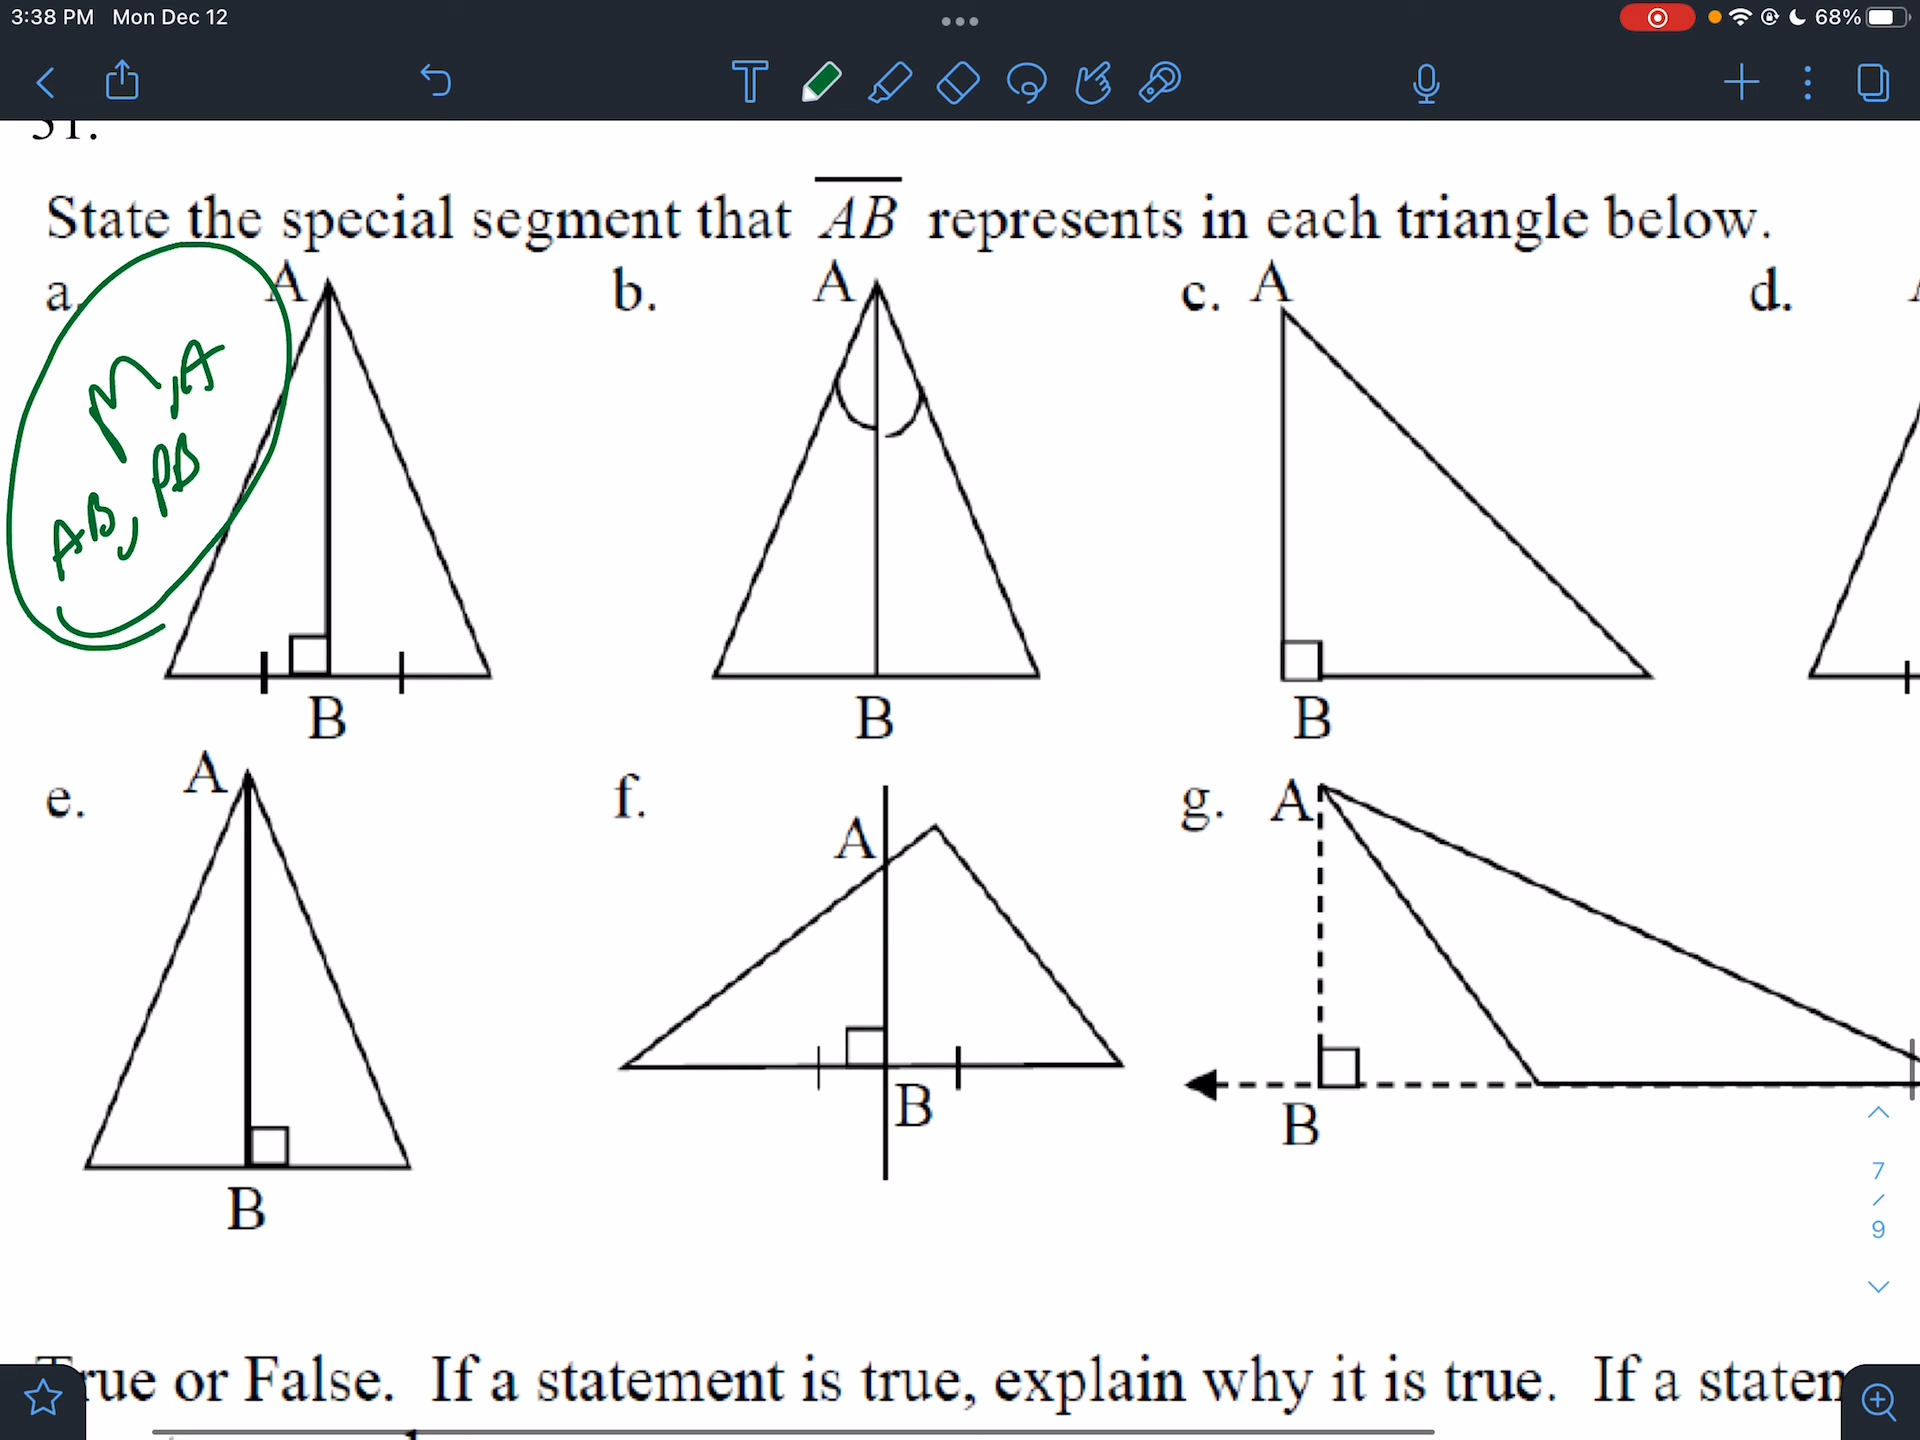 3:38 PM Mon Dec 12
68%
31.
State the special segment that AB represents in each triangle below.
a. A
b. A
c. A
d.
M, A
AB, PB
B
B
B
e. A
f. A
g. A
B
B
B
7
/
9
True or False. If a statement is true, explain why it is true. If a statem